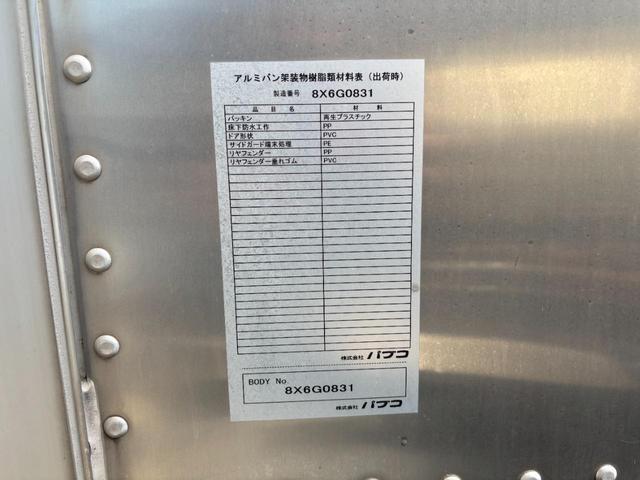 アルミバン架装物樹脂類材料表（出荷時）
製造番号 8X6G0831
品目名 材料
パッキン 再生プラスチック
床下防水工作 PP
ドア形状 PVC
サイドガード端末処理 PE
リヤフェンダー PP
リヤフェンダー垂れゴム PVC
株式会社 パブコ
BODY No.
8X6G0831
株式会社 パブコ